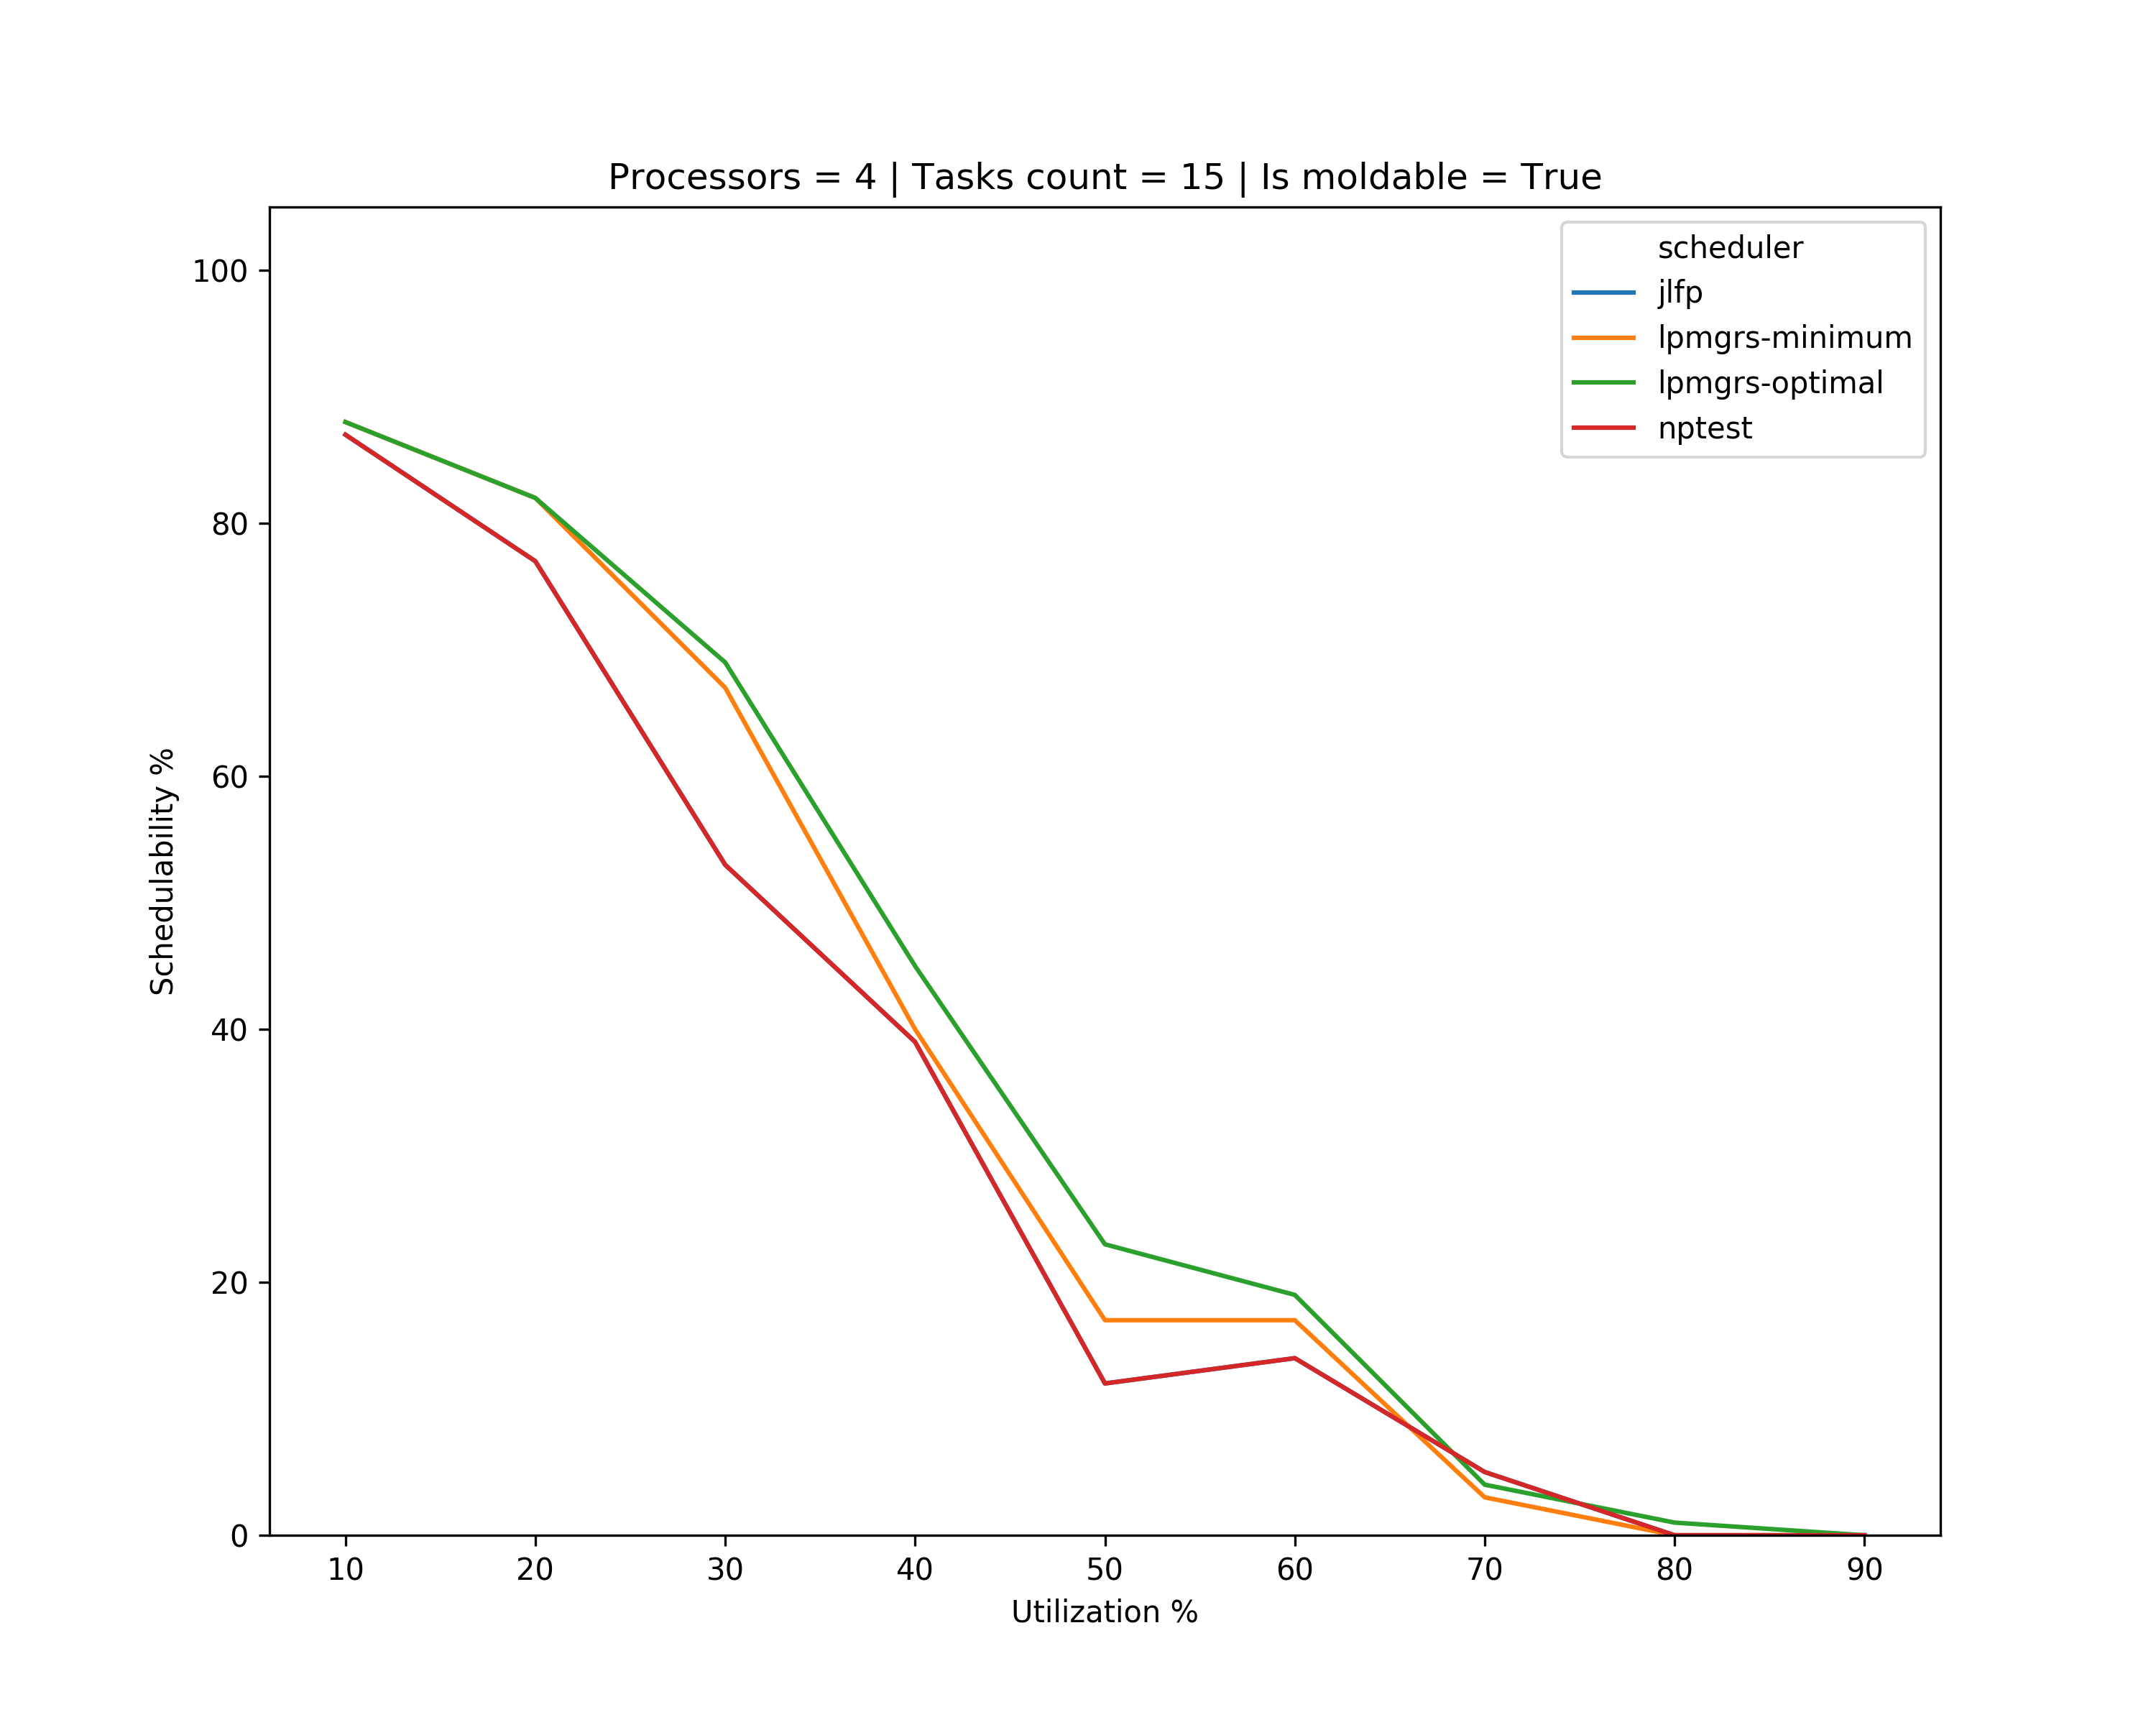 Processors = 4 | Tasks count = 15 | Is moldable = True
scheduler
jlfp
lpmgrs-minimum
lpmgrs-optimal
nptest
Schedulability %
100
80
60
40
20
0
10 20 30 40 50 60 70 80 90
Utilization %